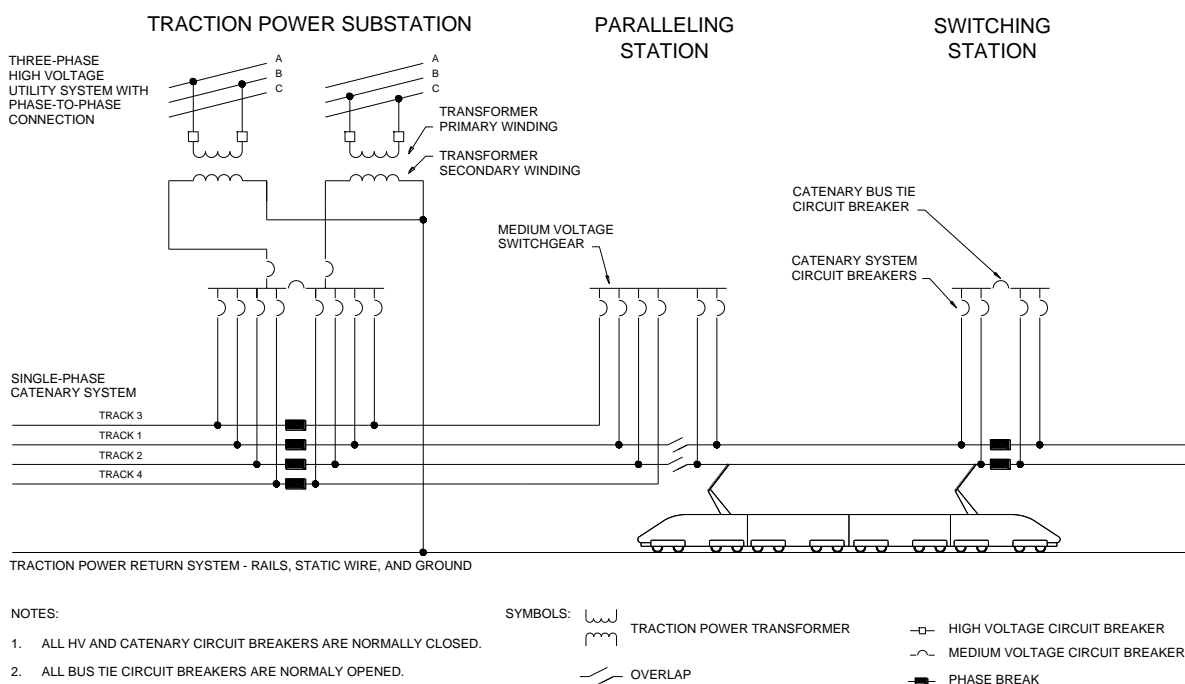 TRACTION POWER SUBSTATION
PARALLELING
STATION
SWITCHING
STATION
THREE-PHASE
HIGH VOLTAGE
UTILITY SYSTEM WITH
PHASE-TO-PHASE
CONNECTION
A
B
C
A
B
C
TRANSFORMER
PRIMARY WINDING
TRANSFORMER
SECONDARY WINDING
MEDIUM VOLTAGE
SWITCHGEAR
CATENARY BUS TIE
CIRCUIT BREAKER
CATENARY SYSTEM
CIRCUIT BREAKERS
SINGLE-PHASE
CATENARY SYSTEM
TRACK 3
TRACK 1
TRACK 2
TRACK 4
TRACTION POWER RETURN SYSTEM - RAILS, STATIC WIRE, AND GROUND
NOTES:
1. ALL HV AND CATENARY CIRCUIT BREAKERS ARE NORMALLY CLOSED.
2. ALL BUS TIE CIRCUIT BREAKERS ARE NORMALY OPENED.
SYMBOLS:
TRACTION POWER TRANSFORMER
OVERLAP
HIGH VOLTAGE CIRCUIT BREAKER
MEDIUM VOLTAGE CIRCUIT BREAKER
PHASE BREAK